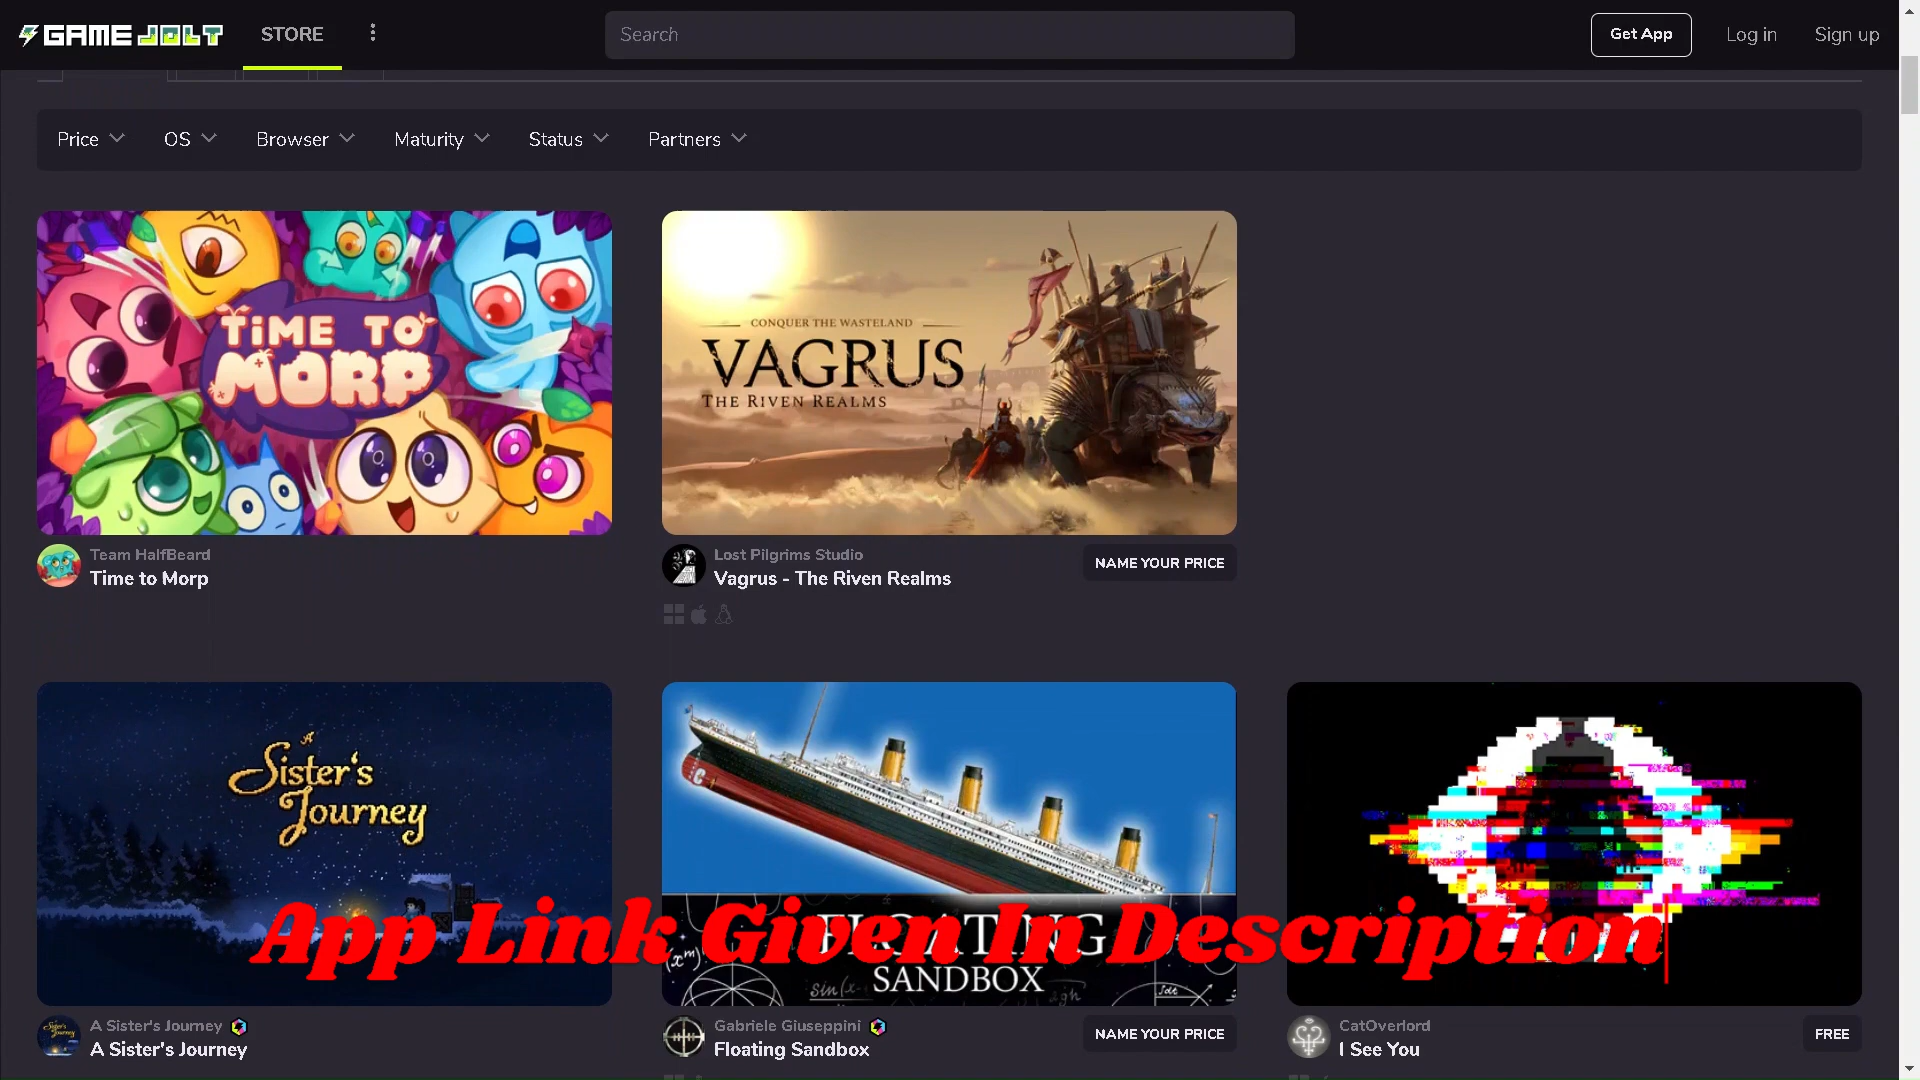 GAME JOLT
STORE
Search
Get App
Log in
Sign up
Price
OS
Browser
Maturity
Status
Partners
TIME TO
MORP
CONQUER THE WASTELAND
VAGRUS
THE RIVEN REALMS
Team HalfBeard
Time to Morp
Lost Pilgrims Studio
Vagrus - The Riven Realms
NAME YOUR PRICE
A
Sister's
Journey
FLOATING
SANDBOX
App Link Given In Description
A Sister's Journey
A Sister's Journey
Gabriele Giuseppini
Floating Sandbox
NAME YOUR PRICE
CatOverlord
I See You
FREE